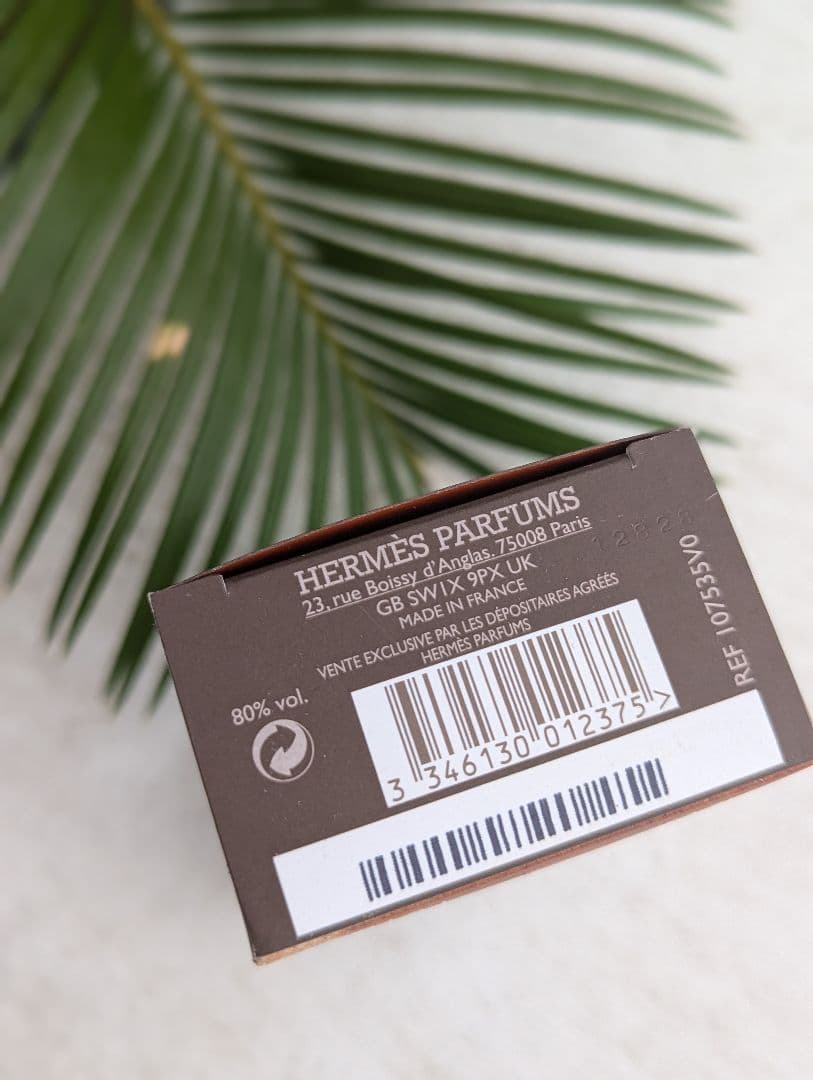 HERMÈS PARFUMS
23, rue Boissy d'Anglas. 75008 Paris
GB SW1X 9PX UK
MADE IN FRANCE
VENTE EXCLUSIVE PAR LES DÉPOSITAIRES AGRÉÉS
HERMÈS PARFUMS
80% vol.
3 346130 012375 >
REF 107535V0